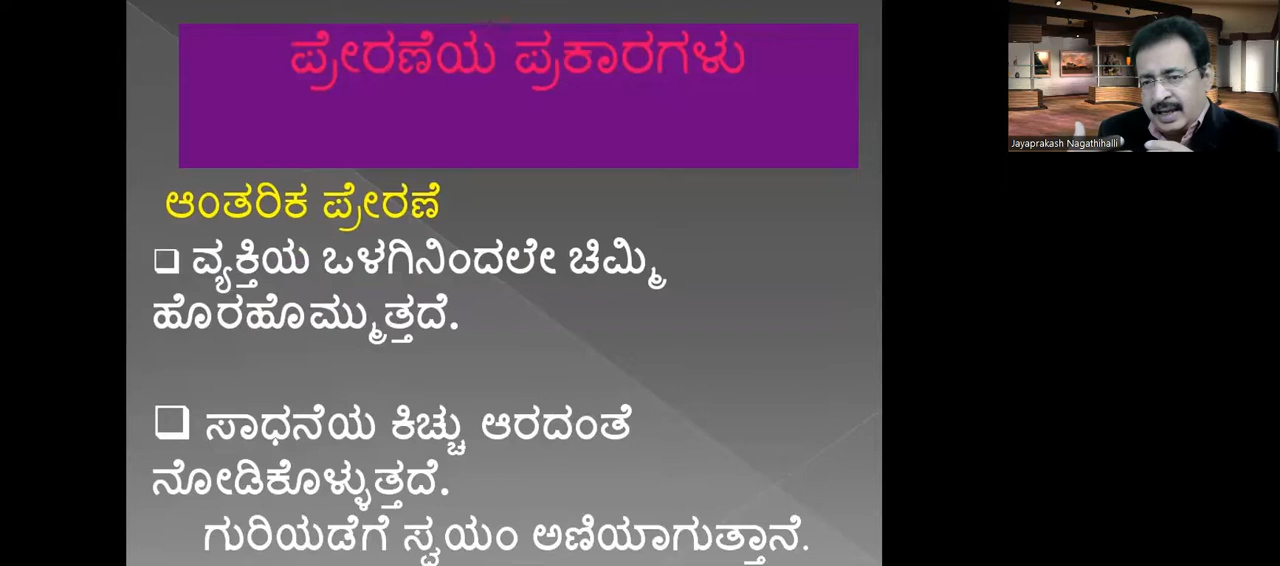 ಪ್ರೇರಣೆಯ ಪ್ರಕಾರಗಳು
ಆಂತರಿಕ ಪ್ರೇರಣೆ
❑ ವ್ಯಕ್ತಿಯ ಒಳಗಿನಿಂದಲೇ ಚಿಮ್ಮಿ
ಹೊರಹೊಮ್ಮುತ್ತದೆ.
❑ ಸಾಧನೆಯ ಕಿಚ್ಚು ಆರದಂತೆ
ನೋಡಿಕೊಳ್ಳುತ್ತದೆ.
ಗುರಿಯಡೆಗೆ ಸ್ವಯಂ ಅಣಿಯಾಗುತ್ತಾನೆ.
Jayaprakash Nagathihalli